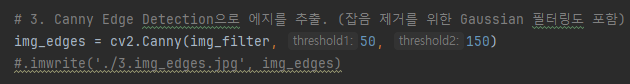 # 3. Canny Edge Detection으로 에지를 추출. (잡음 제거를 위한 Gaussian 필터링도 포함)
img_edges = cv2.Canny(img_filter, threshold1: 50, threshold2: 150)
#.imwrite('./3.img_edges.jpg', img_edges)